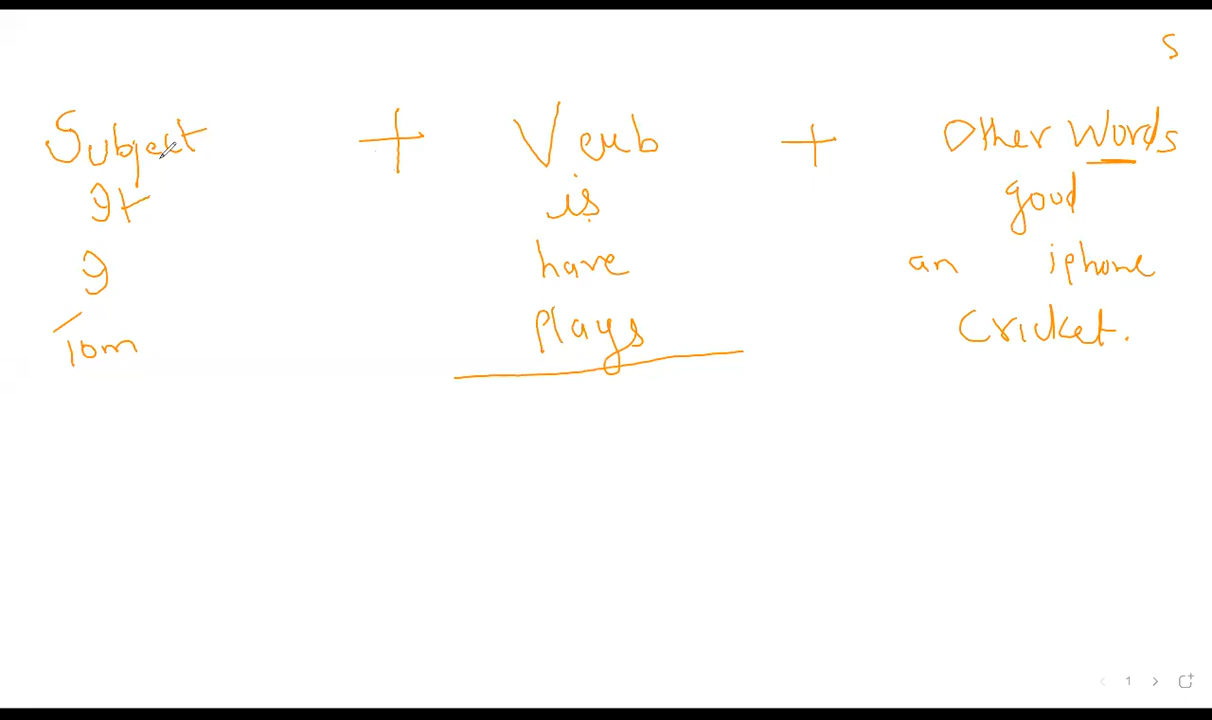 S
Subject + Verb + Other Words
It is good
I have an iphone
Tom Plays Cricket.
1